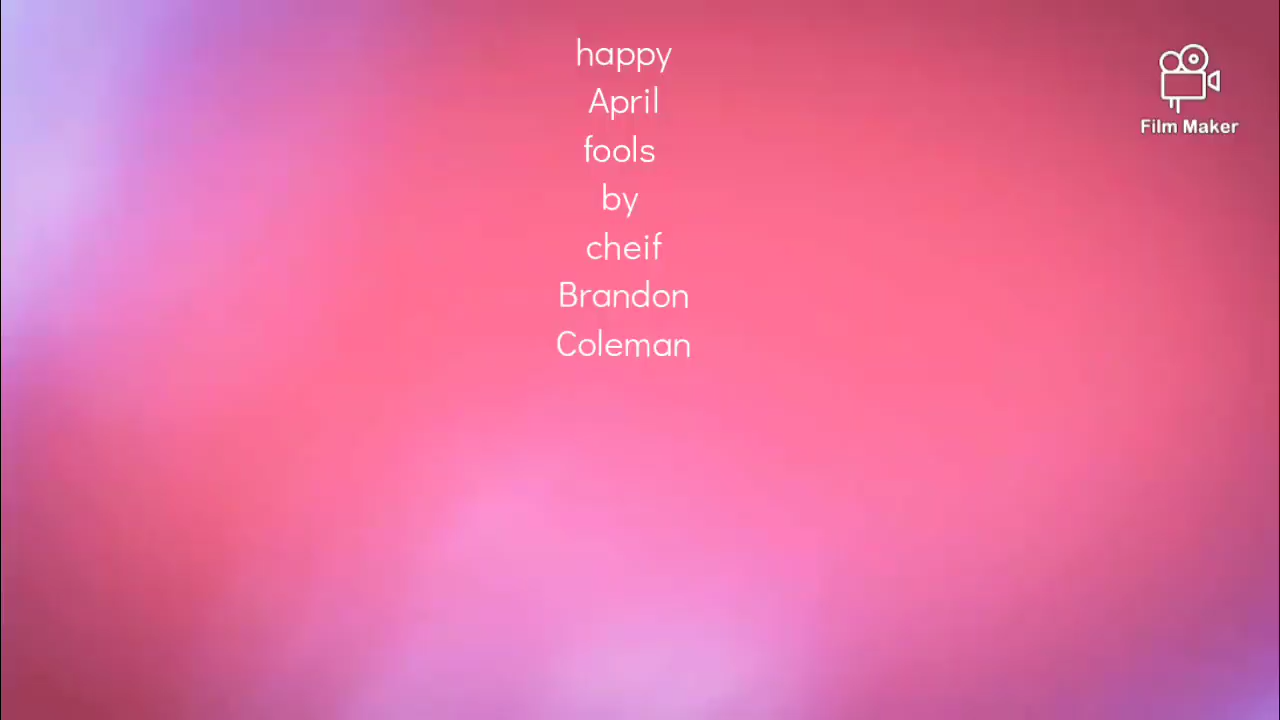 happy
April
fools
by
cheif
Brandon
Coleman
Film Maker